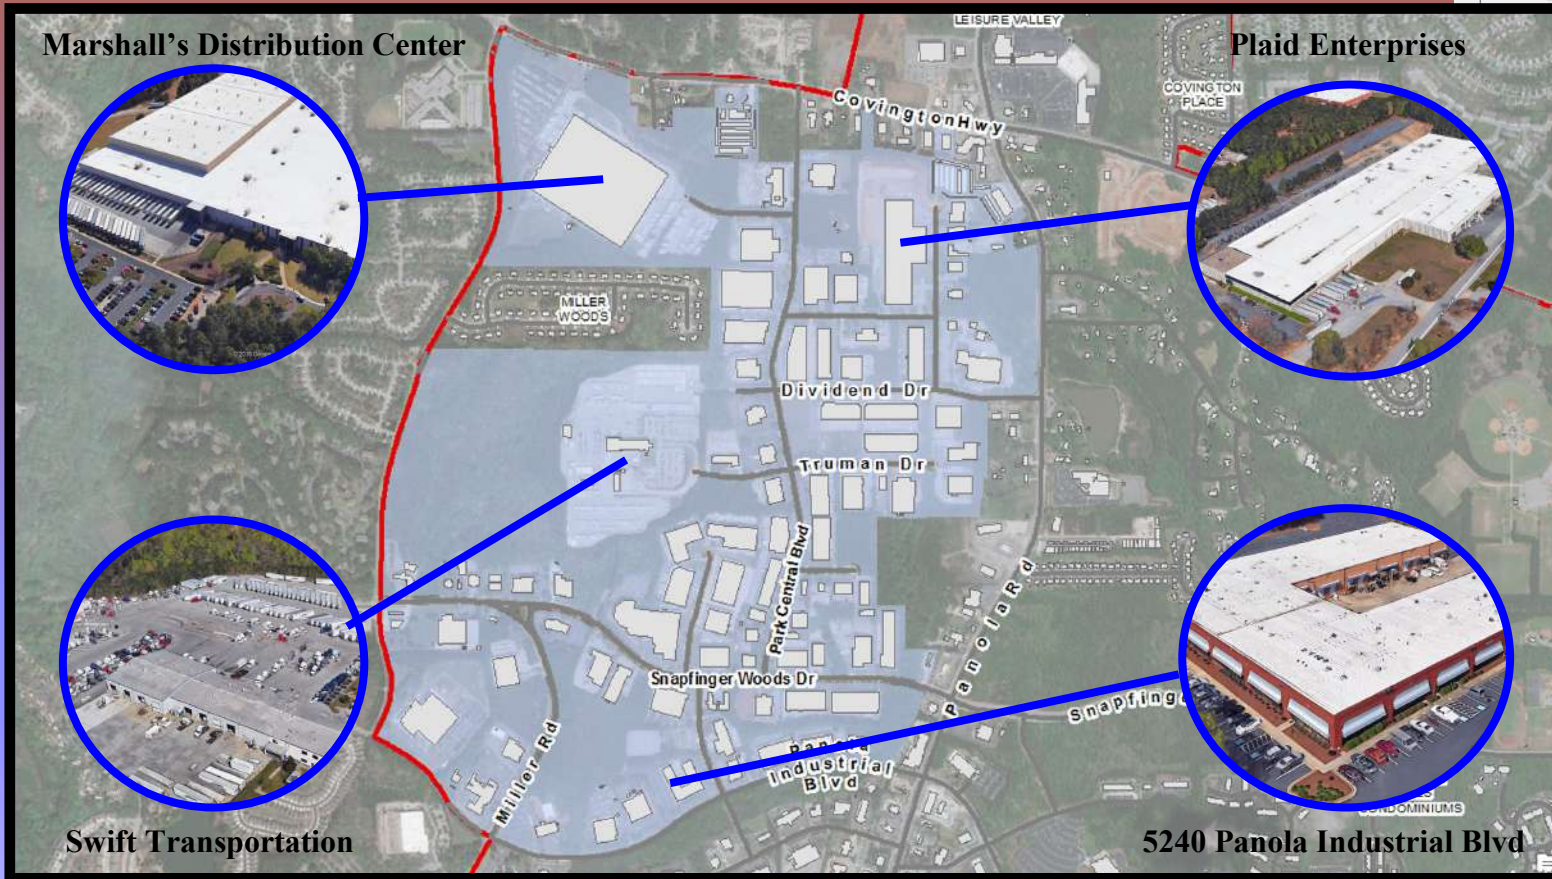 LEISURE VALLEY
Marshall's Distribution Center
Plaid Enterprises
COVINGTON
PLACE
Covington Hwy
MILLER
WOODS
Dividend Dr
Truman Dr
Park Central Blvd
Panola Rd
Snapfinger Woods Dr
Miller Rd
Panola
Industrial
Blvd
CONDOMINIUMS
Swift Transportation
5240 Panola Industrial Blvd